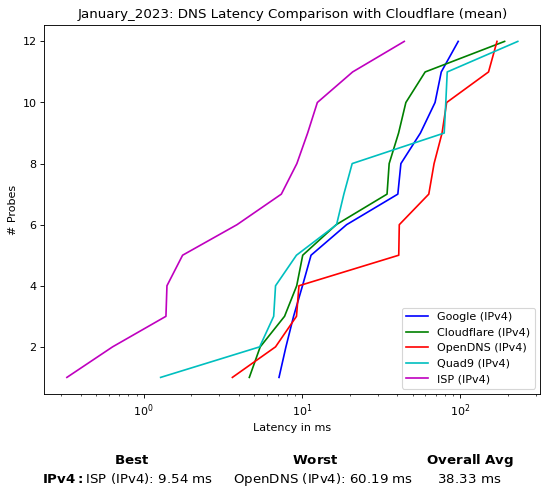 January_2023: DNS Latency Comparison with Cloudflare (mean)
12
10
8
6
4
2
# Probes
Google (IPv4)
Cloudflare (IPv4)
OpenDNS (IPv4)
Quad9 (IPv4)
ISP (IPv4)
10⁰ 10¹ 10²
Latency in ms
Best Worst Overall Avg
IPv4: ISP (IPv4): 9.54 ms OpenDNS (IPv4): 60.19 ms 38.33 ms